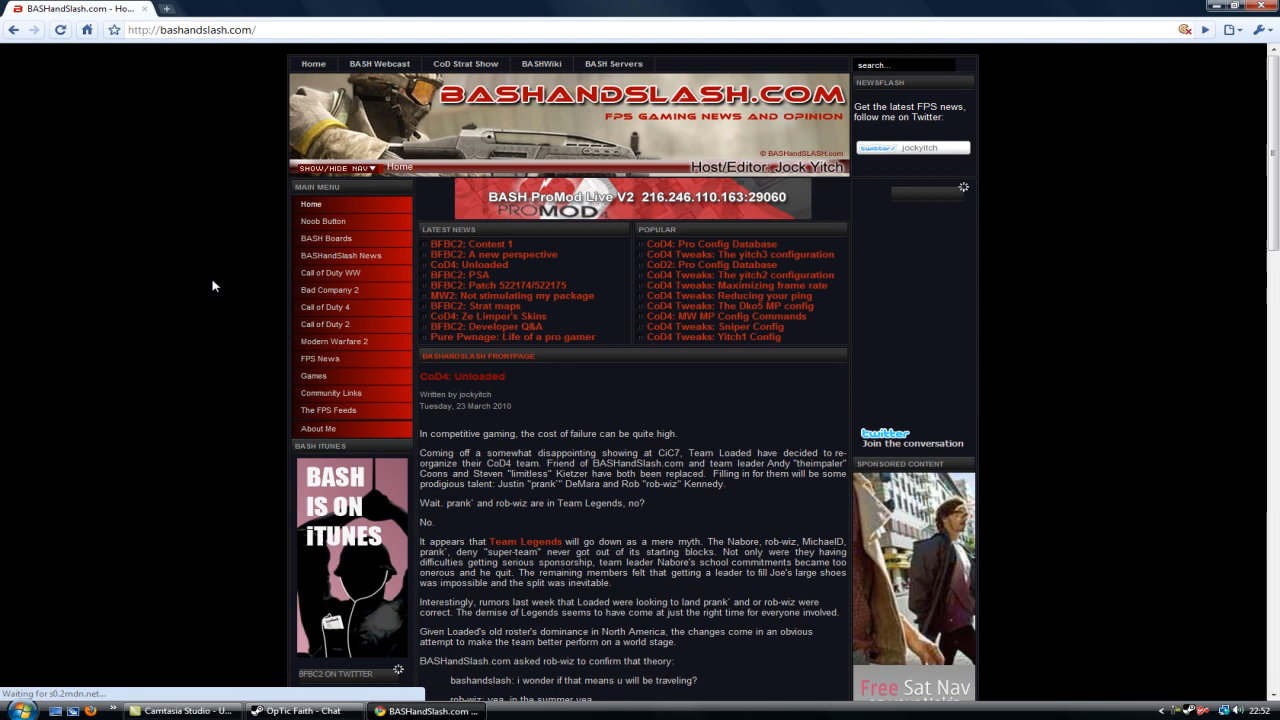 BASHandSlash.com - Ho...
http://bashandslash.com/
Home
BASH Webcast
CoD Strat Show
BASHWiki
BASH Servers
search...
BASHANDSLASH.COM
FPS GAMING NEWS AND OPINION
© BASHandSLASH.com
SHOW/HIDE NAV
Home
Host/Editor: Jock Yitch
NEWSFLASH
Get the latest FPS news,
follow me on Twitter:
twitter
jockyitch
MAIN MENU
Home
Noob Button
BASH Boards
BASHandSlash News
Call of Duty WW
Bad Company 2
Call of Duty 4
Call of Duty 2
Modern Warfare 2
FPS News
Games
Community Links
The FPS Feeds
About Me
BASH ITUNES
BASH
IS ON
iTUNES
BFBC2 ON TWITTER
BASH ProMod Live V2 216.246.110.163:29060
PROMOD
LATEST NEWS
BFBC2: Contest 1
BFBC2: A new perspective
CoD4: Unloaded
BFBC2: PSA
BFBC2: Patch 522174/522175
MW2: Not stimulating my package
BFBC2: Strat maps
CoD4: Ze Limper's Skins
BFBC2: Developer Q&A
Pure Pwnage: Life of a pro gamer
POPULAR
CoD4: Pro Config Database
CoD4 Tweaks: The yitch3 configuration
CoD2: Pro Config Database
CoD4 Tweaks: The yitch2 configuration
CoD4 Tweaks: Maximizing frame rate
CoD4 Tweaks: Reducing your ping
CoD4 Tweaks: The Dko5 MP config
CoD4: MW MP Config Commands
CoD4 Tweaks: Sniper Config
CoD4 Tweaks: Yitch1 Config
BASHANDSLASH FRONTPAGE
CoD4: Unloaded
Written by jockyitch
Tuesday, 23 March 2010
In competitive gaming, the cost of failure can be quite high.
Coming off a somewhat disappointing showing at CiC7, Team Loaded have decided to re-
organize their CoD4 team. Friend of BASHandSlash.com and team leader Andy "theimpaler"
Coons and Steven "limitless" Kietzer have both been replaced. Filling in for them will be some
prodigious talent: Justin "prank`" DeMara and Rob "rob-wiz" Kennedy.
Wait. prank` and rob-wiz are in Team Legends, no?
No.
It appears that Team Legends will go down as a mere myth. The Nabore, rob-wiz, MichaelD,
prank`, deny "super-team" never got out of its starting blocks. Not only were they having
difficulties getting serious sponsorship, team leader Nabore's school commitments became too
onerous and he quit. The remaining members felt that getting a leader to fill Joe's large shoes
was impossible and the split was inevitable.
Interestingly, rumors last week that Loaded were looking to land prank` and or rob-wiz were
correct. The demise of Legends seems to have come at just the right time for everyone involved.
Given Loaded's old roster's dominance in North America, the changes come in an obvious
attempt to make the team better perform on a world stage.
BASHandSlash.com asked rob-wiz to confirm that theory:
bashandslash: i wonder if that means u will be traveling?
rob-wiz: yea, in the summer yea
twitter
Join the conversation
SPONSORED CONTENT
Free Sat Nav
Waiting for s0.2mdn.net...
Camtasia Studio - U...
OpTic Faith - Chat
BASHandSlash.com ...
22:52